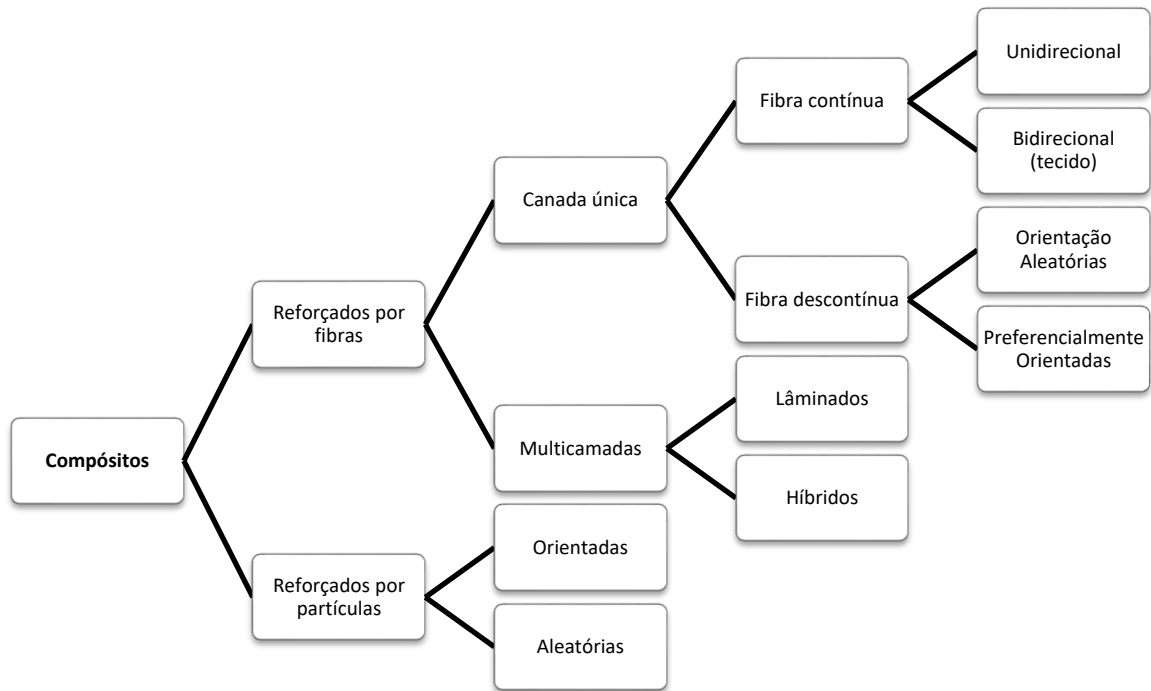 Compósitos
Reforçados por
fibras
Canada única
Fibra contínua
Unidirecional
Bidirecional
(tecido)
Fibra descontínua
Orientação
Aleatórias
Preferencialmente
Orientadas
Multicamadas
Lâminados
Híbridos
Reforçados por
partículas
Orientadas
Aleatórias